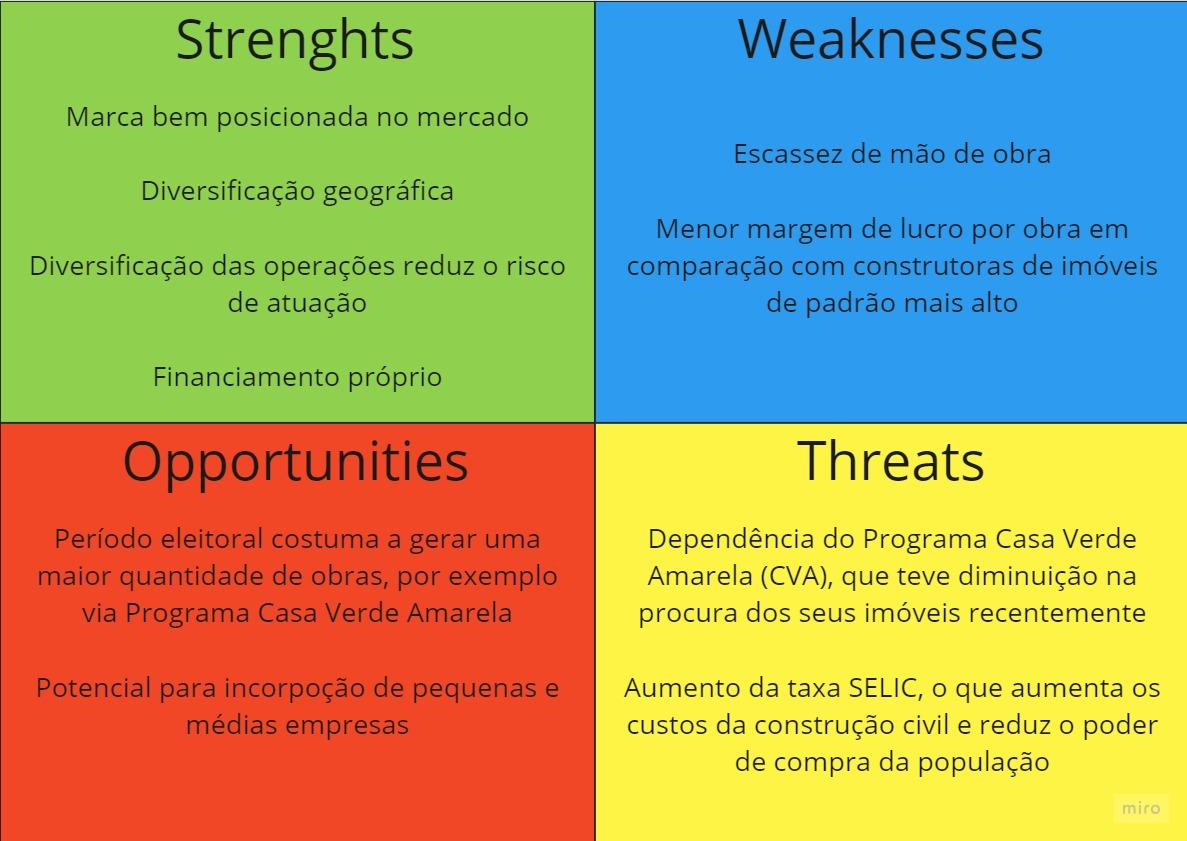 Strenghts
Marca bem posicionada no mercado
Diversificação geográfica
Diversificação das operações reduz o risco
de atuação
Financiamento próprio
Weaknesses
Escassez de mão de obra
Menor margem de lucro por obra em
comparação com construtoras de imóveis
de padrão mais alto
Opportunities
Período eleitoral costuma a gerar uma
maior quantidade de obras, por exemplo
via Programa Casa Verde Amarela
Potencial para incorpoção de pequenas e
médias empresas
Threats
Dependência do Programa Casa Verde
Amarela (CVA), que teve diminuição na
procura dos seus imóveis recentemente
Aumento da taxa SELIC, o que aumenta os
custos da construção civil e reduz o poder
de compra da população
miro